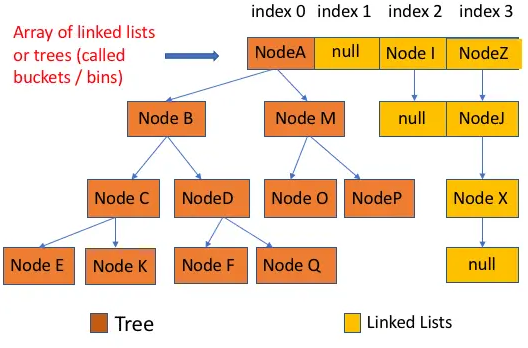 index 0 index 1 index 2 index 3
Array of linked lists
or trees (called
buckets / bins)
NodeA null Node I NodeZ
Node B Node M null NodeJ
Node C NodeD Node O NodeP Node X
Node E Node K Node F Node Q null
Tree Linked Lists